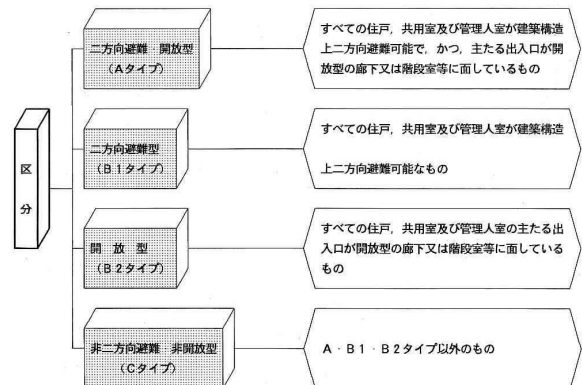 区
分
二方向避難・開放型
(Aタイプ)
すべての住戸,共用室及び管理人室が建築構造
上二方向避難可能で,かつ,主たる出入口が開
放型の廊下又は階段室等に面しているもの
二方向避難型
(B1タイプ)
すべての住戸,共用室及び管理人室が建築構造
上二方向避難可能なもの
開 放 型
(B2タイプ)
すべての住戸,共用室及び管理人室の主たる出
入口が開放型の廊下又は階段室等に面している
もの
非二方向避難・非開放型
(Cタイプ)
A・B1・B2タイプ以外のもの